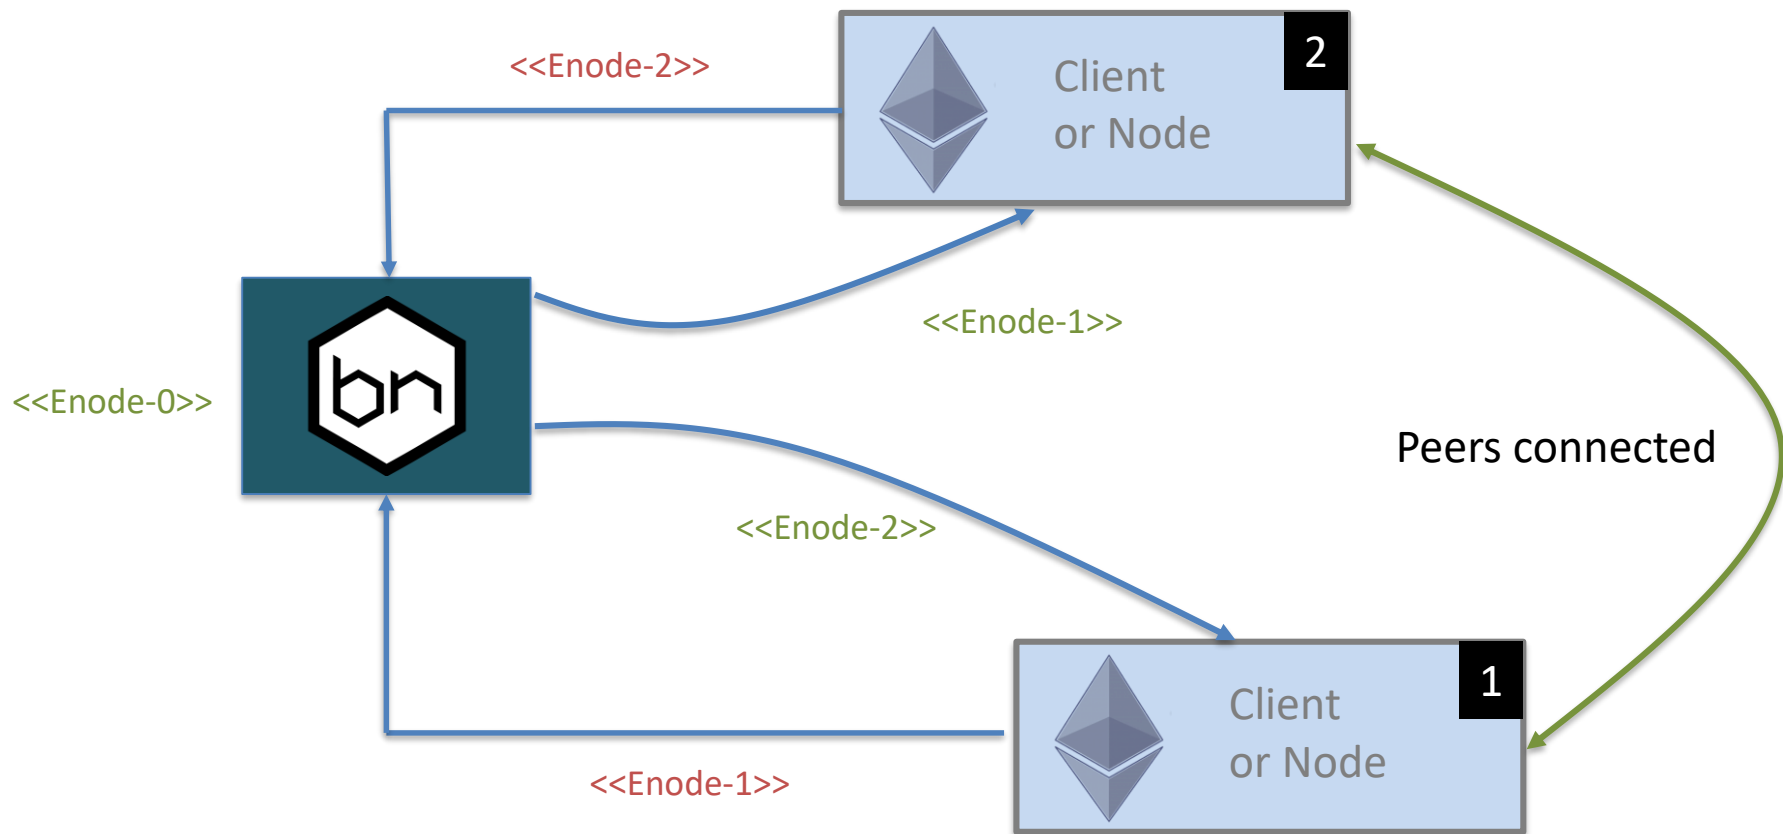 <<Enode-2>>
2
Client
or Node
<<Enode-1>>
bn
<<Enode-0>>
Peers connected
<<Enode-2>>
1
Client
or Node
<<Enode-1>>